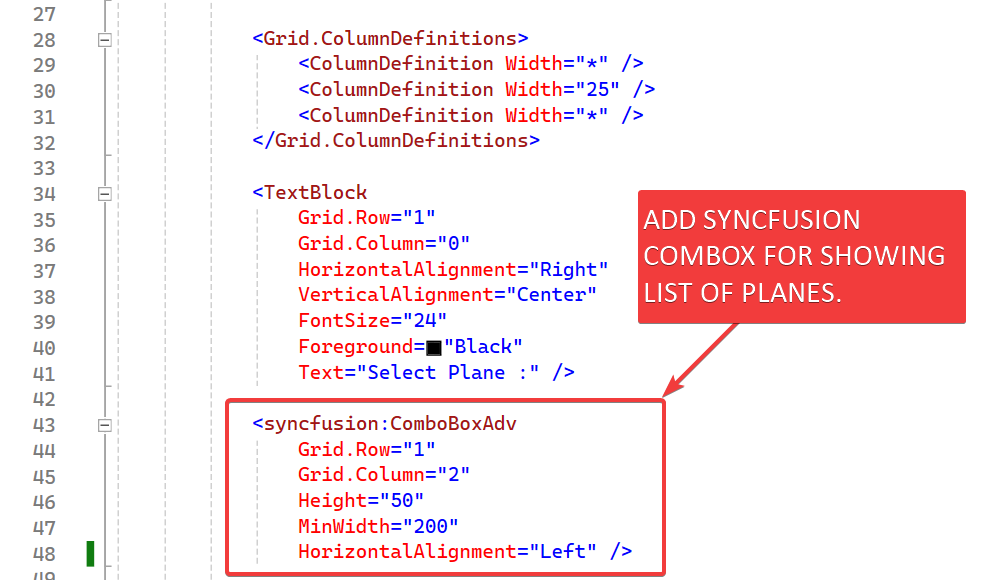 27
28 <Grid.ColumnDefinitions>
29 <ColumnDefinition Width="*" />
30 <ColumnDefinition Width="25" />
31 <ColumnDefinition Width="*" />
32 </Grid.ColumnDefinitions>
33
34 <TextBlock
35 Grid.Row="1"
36 Grid.Column="0"
37 HorizontalAlignment="Right"
38 VerticalAlignment="Center"
39 FontSize="24"
40 Foreground="Black"
41 Text="Select Plane :" />
42
43 <syncfusion:ComboBoxAdv
44 Grid.Row="1"
45 Grid.Column="2"
46 Height="50"
47 MinWidth="200"
48 HorizontalAlignment="Left" />
49
ADD SYNCFUSION
COMBOX FOR SHOWING
LIST OF PLANES.